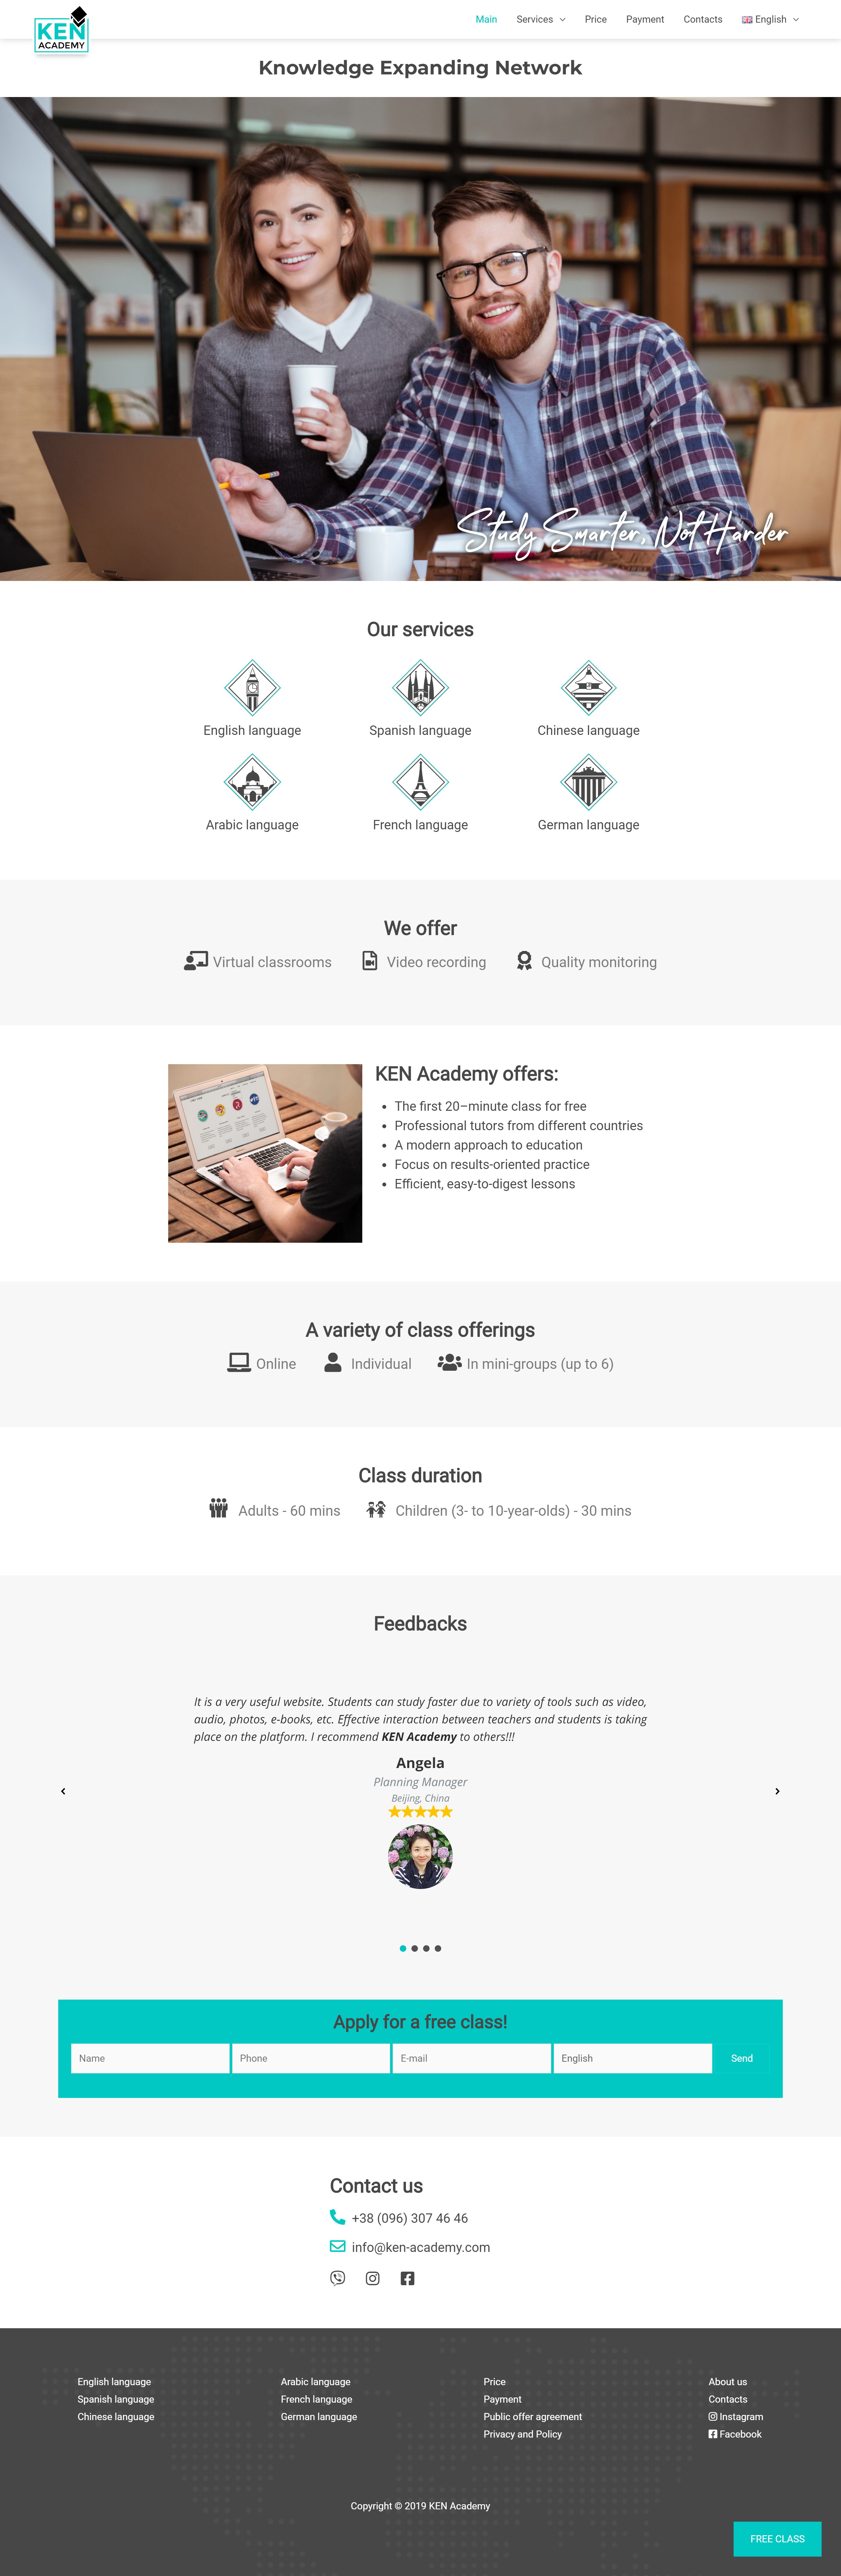 KEN
ACADEMY
Main
Services
Price
Payment
Contacts
English
Knowledge Expanding Network
Study Smarter, Not Harder
Our services
English language
Spanish language
Chinese language
Arabic language
French language
German language
We offer
Virtual classrooms
Video recording
Quality monitoring
KEN Academy offers:
The first 20–minute class for free
Professional tutors from different countries
A modern approach to education
Focus on results-oriented practice
Efficient, easy-to-digest lessons
A variety of class offerings
Online
Individual
In mini-groups (up to 6)
Class duration
Adults - 60 mins
Children (3- to 10-year-olds) - 30 mins
Feedbacks
It is a very useful website. Students can study faster due to variety of tools such as video,
audio, photos, e-books, etc. Effective interaction between teachers and students is taking
place on the platform. I recommend KEN Academy to others!!!
Angela
Planning Manager
Beijing, China
Apply for a free class!
Name
Phone
E-mail
English
Send
Contact us
+38 (096) 307 46 46
info@ken-academy.com
English language
Spanish language
Chinese language
Arabic language
French language
German language
Price
Payment
Public offer agreement
Privacy and Policy
About us
Contacts
Instagram
Facebook
Copyright © 2019 KEN Academy
FREE CLASS